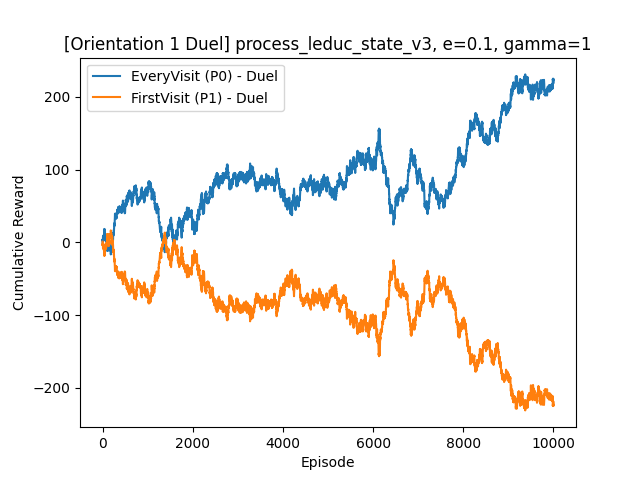 [Orientation 1 Duel] process_leduc_state_v3, e=0.1, gamma=1
EveryVisit (P0) - Duel
FirstVisit (P1) - Duel
200
100
0
−100
−200
Cumulative Reward
0 2000 4000 6000 8000 10000
Episode